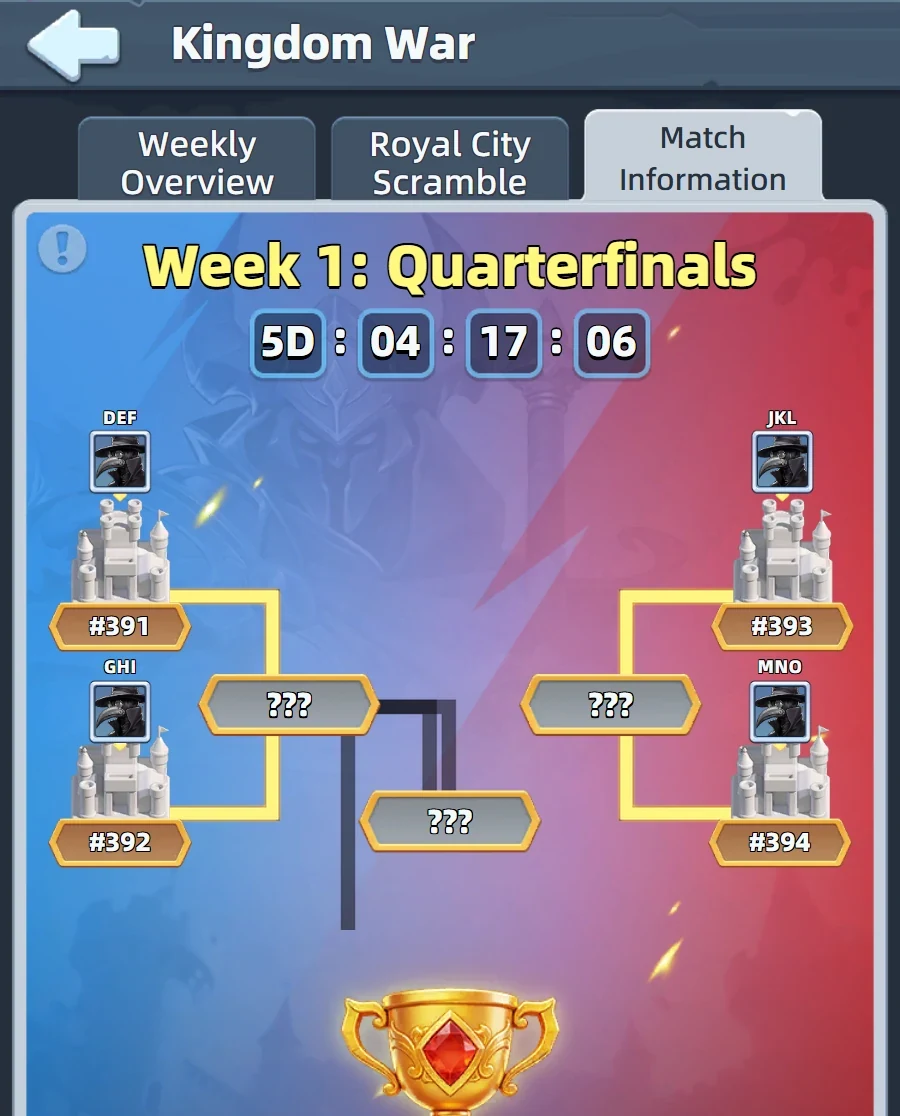 Kingdom War
Weekly
Overview
Royal City
Scramble
Match
Information
Week 1: Quarterfinals
5D : 04 : 17 : 06
DEF
JKL
#391
#393
GHI
MNO
???
???
???
#392
#394